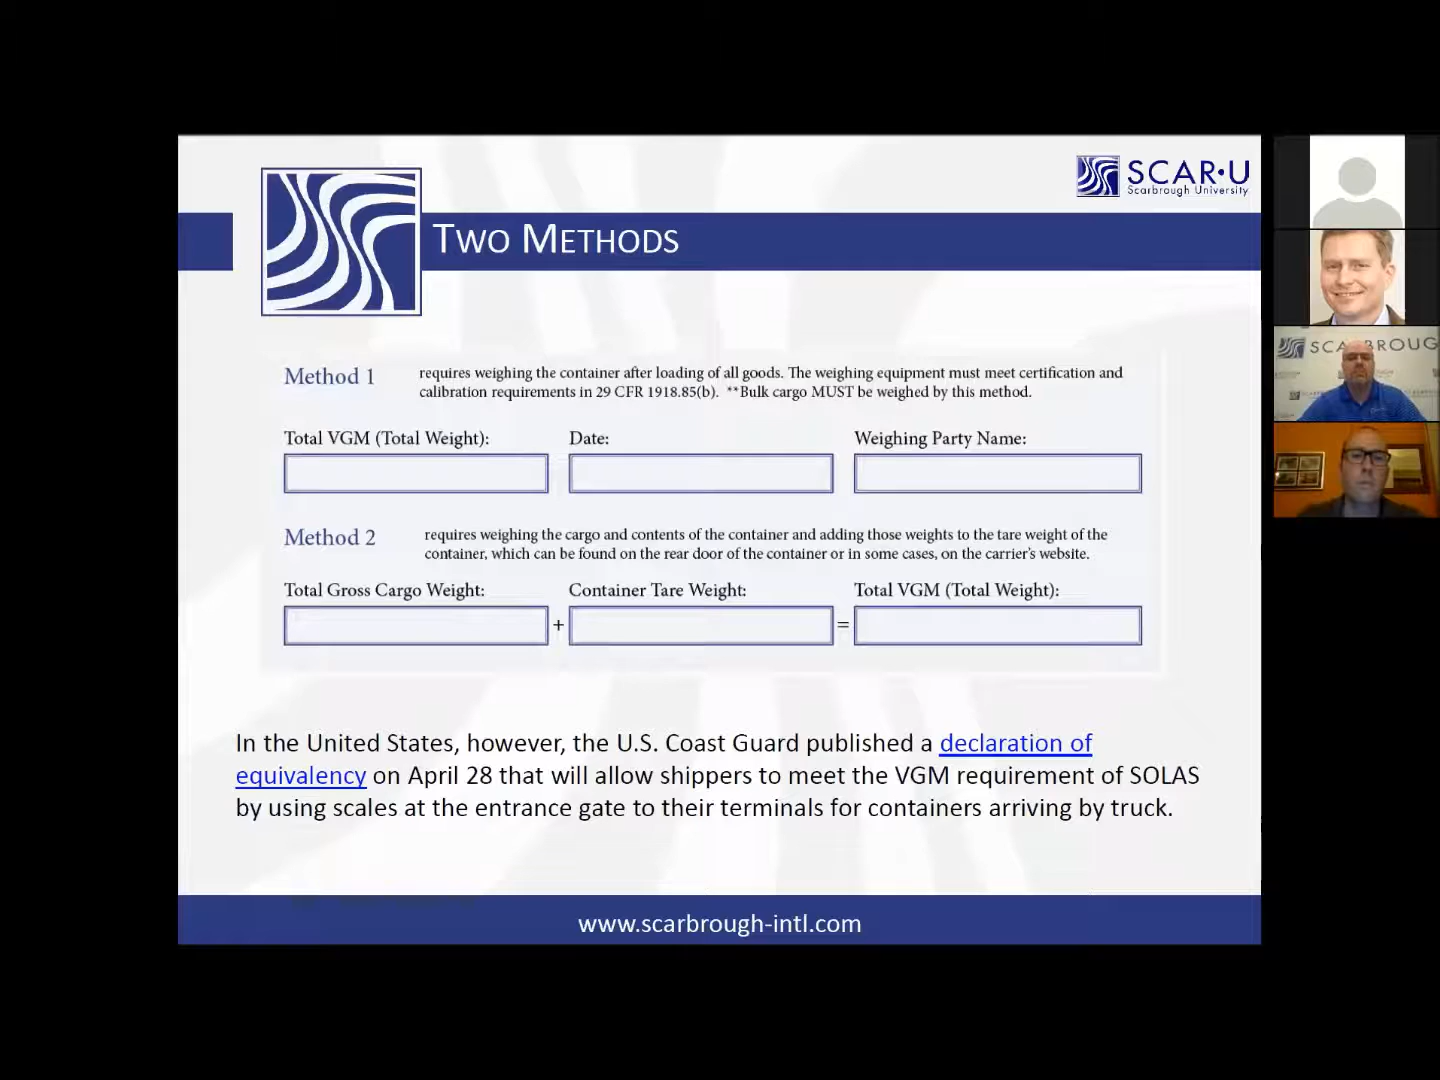 SCAR•U
Scarbrough University
TWO METHODS
Method 1
requires weighing the container after loading of all goods. The weighing equipment must meet certification and
calibration requirements in 29 CFR 1918.85(b). **Bulk cargo MUST be weighed by this method.
Total VGM (Total Weight): Date: Weighing Party Name:
Method 2
requires weighing the cargo and contents of the container and adding those weights to the tare weight of the
container, which can be found on the rear door of the container or in some cases, on the carrier's website.
Total Gross Cargo Weight: Container Tare Weight: Total VGM (Total Weight):
+ =
In the United States, however, the U.S. Coast Guard published a declaration of
equivalency on April 28 that will allow shippers to meet the VGM requirement of SOLAS
by using scales at the entrance gate to their terminals for containers arriving by truck.
www.scarbrough-intl.com
SCARBROUG